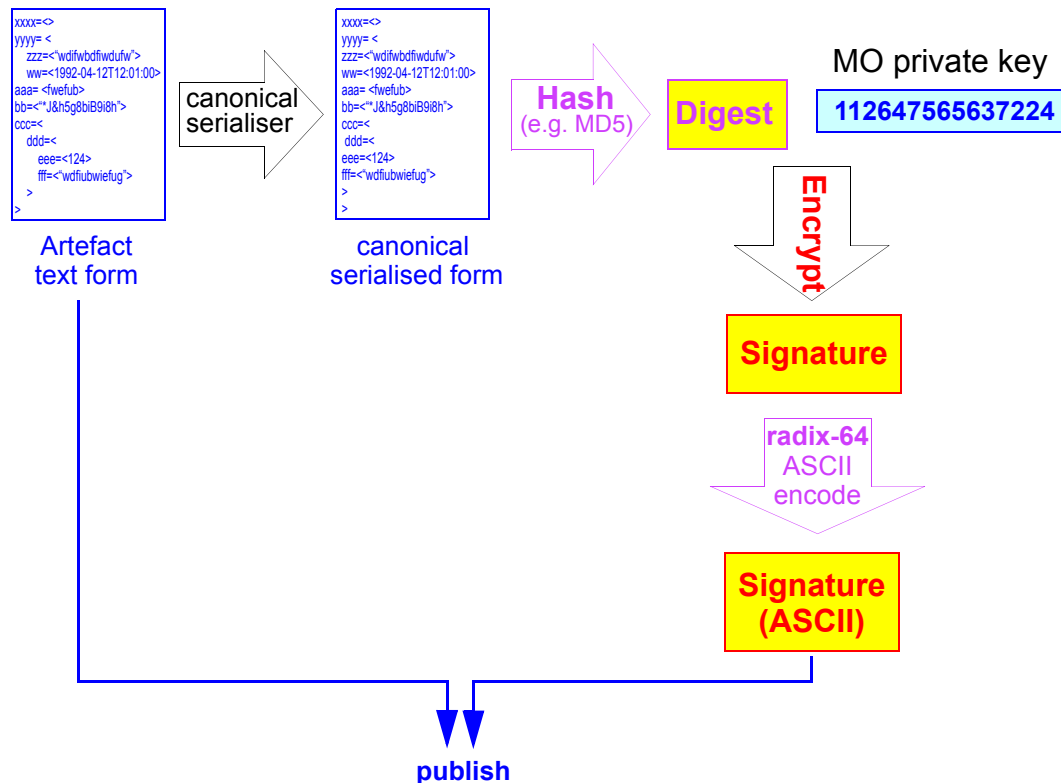 xxxx=<>
yyyy= <
zzz=<“wdifwbdfiwdufw”>
ww=<1992-04-12T12:01:00>
aaa= <fwefub>
bb=<“*J&h5g8biB9i8h”>
ccc=<
ddd=<
eee=<124>
fff=<“wdfiubwiefug”>
>
>
Artefact
text form
canonical
serialiser
xxxx=<>
yyyy= <
zzz=<“wdifwbdfiwdufw”>
ww=<1992-04-12T12:01:00>
aaa= <fwefub>
bb=<“*J&h5g8biB9i8h”>
ccc=<
ddd=<
eee=<124>
fff=<“wdfiubwiefug”>
>
>
canonical
serialised form
Hash
(e.g. MD5)
Digest
MO private key
112647565637224
Encrypt
Signature
radix-64
ASCII
encode
Signature
(ASCII)
publish